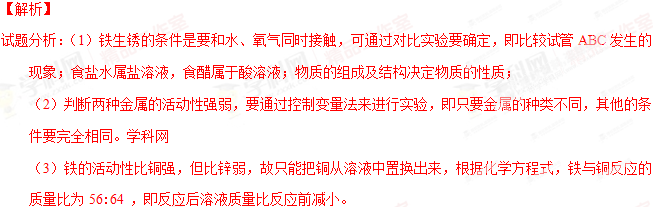 【解析】
试题分析：（1）铁生锈的条件是要和水、氧气同时接触，可通过对比实验要确定，即比较试管 ABC 发生的
现象；食盐水属盐溶液，食醋属于酸溶液；物质的组成及结构决定物质的性质；
（2）判断两种金属的活动性强弱，要通过控制变量法来进行实验，即只要金属的种类不同，其他的条
件要完全相同。学科网
（3）铁的活动性比铜强，但比锌弱，故只能把铜从溶液中置换出来，根据化学方程式，铁与铜反应的
质量比为 56:64 ，即反应后溶液质量比反应前减小。